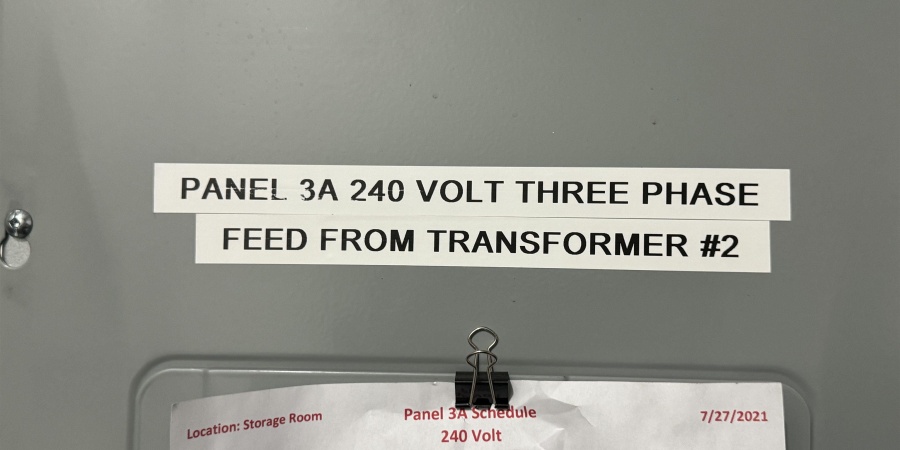 PANEL 3A 240 VOLT THREE PHASE
FEED FROM TRANSFORMER #2
Location: Storage Room Panel 3A Schedule 7/27/2021
240 Volt